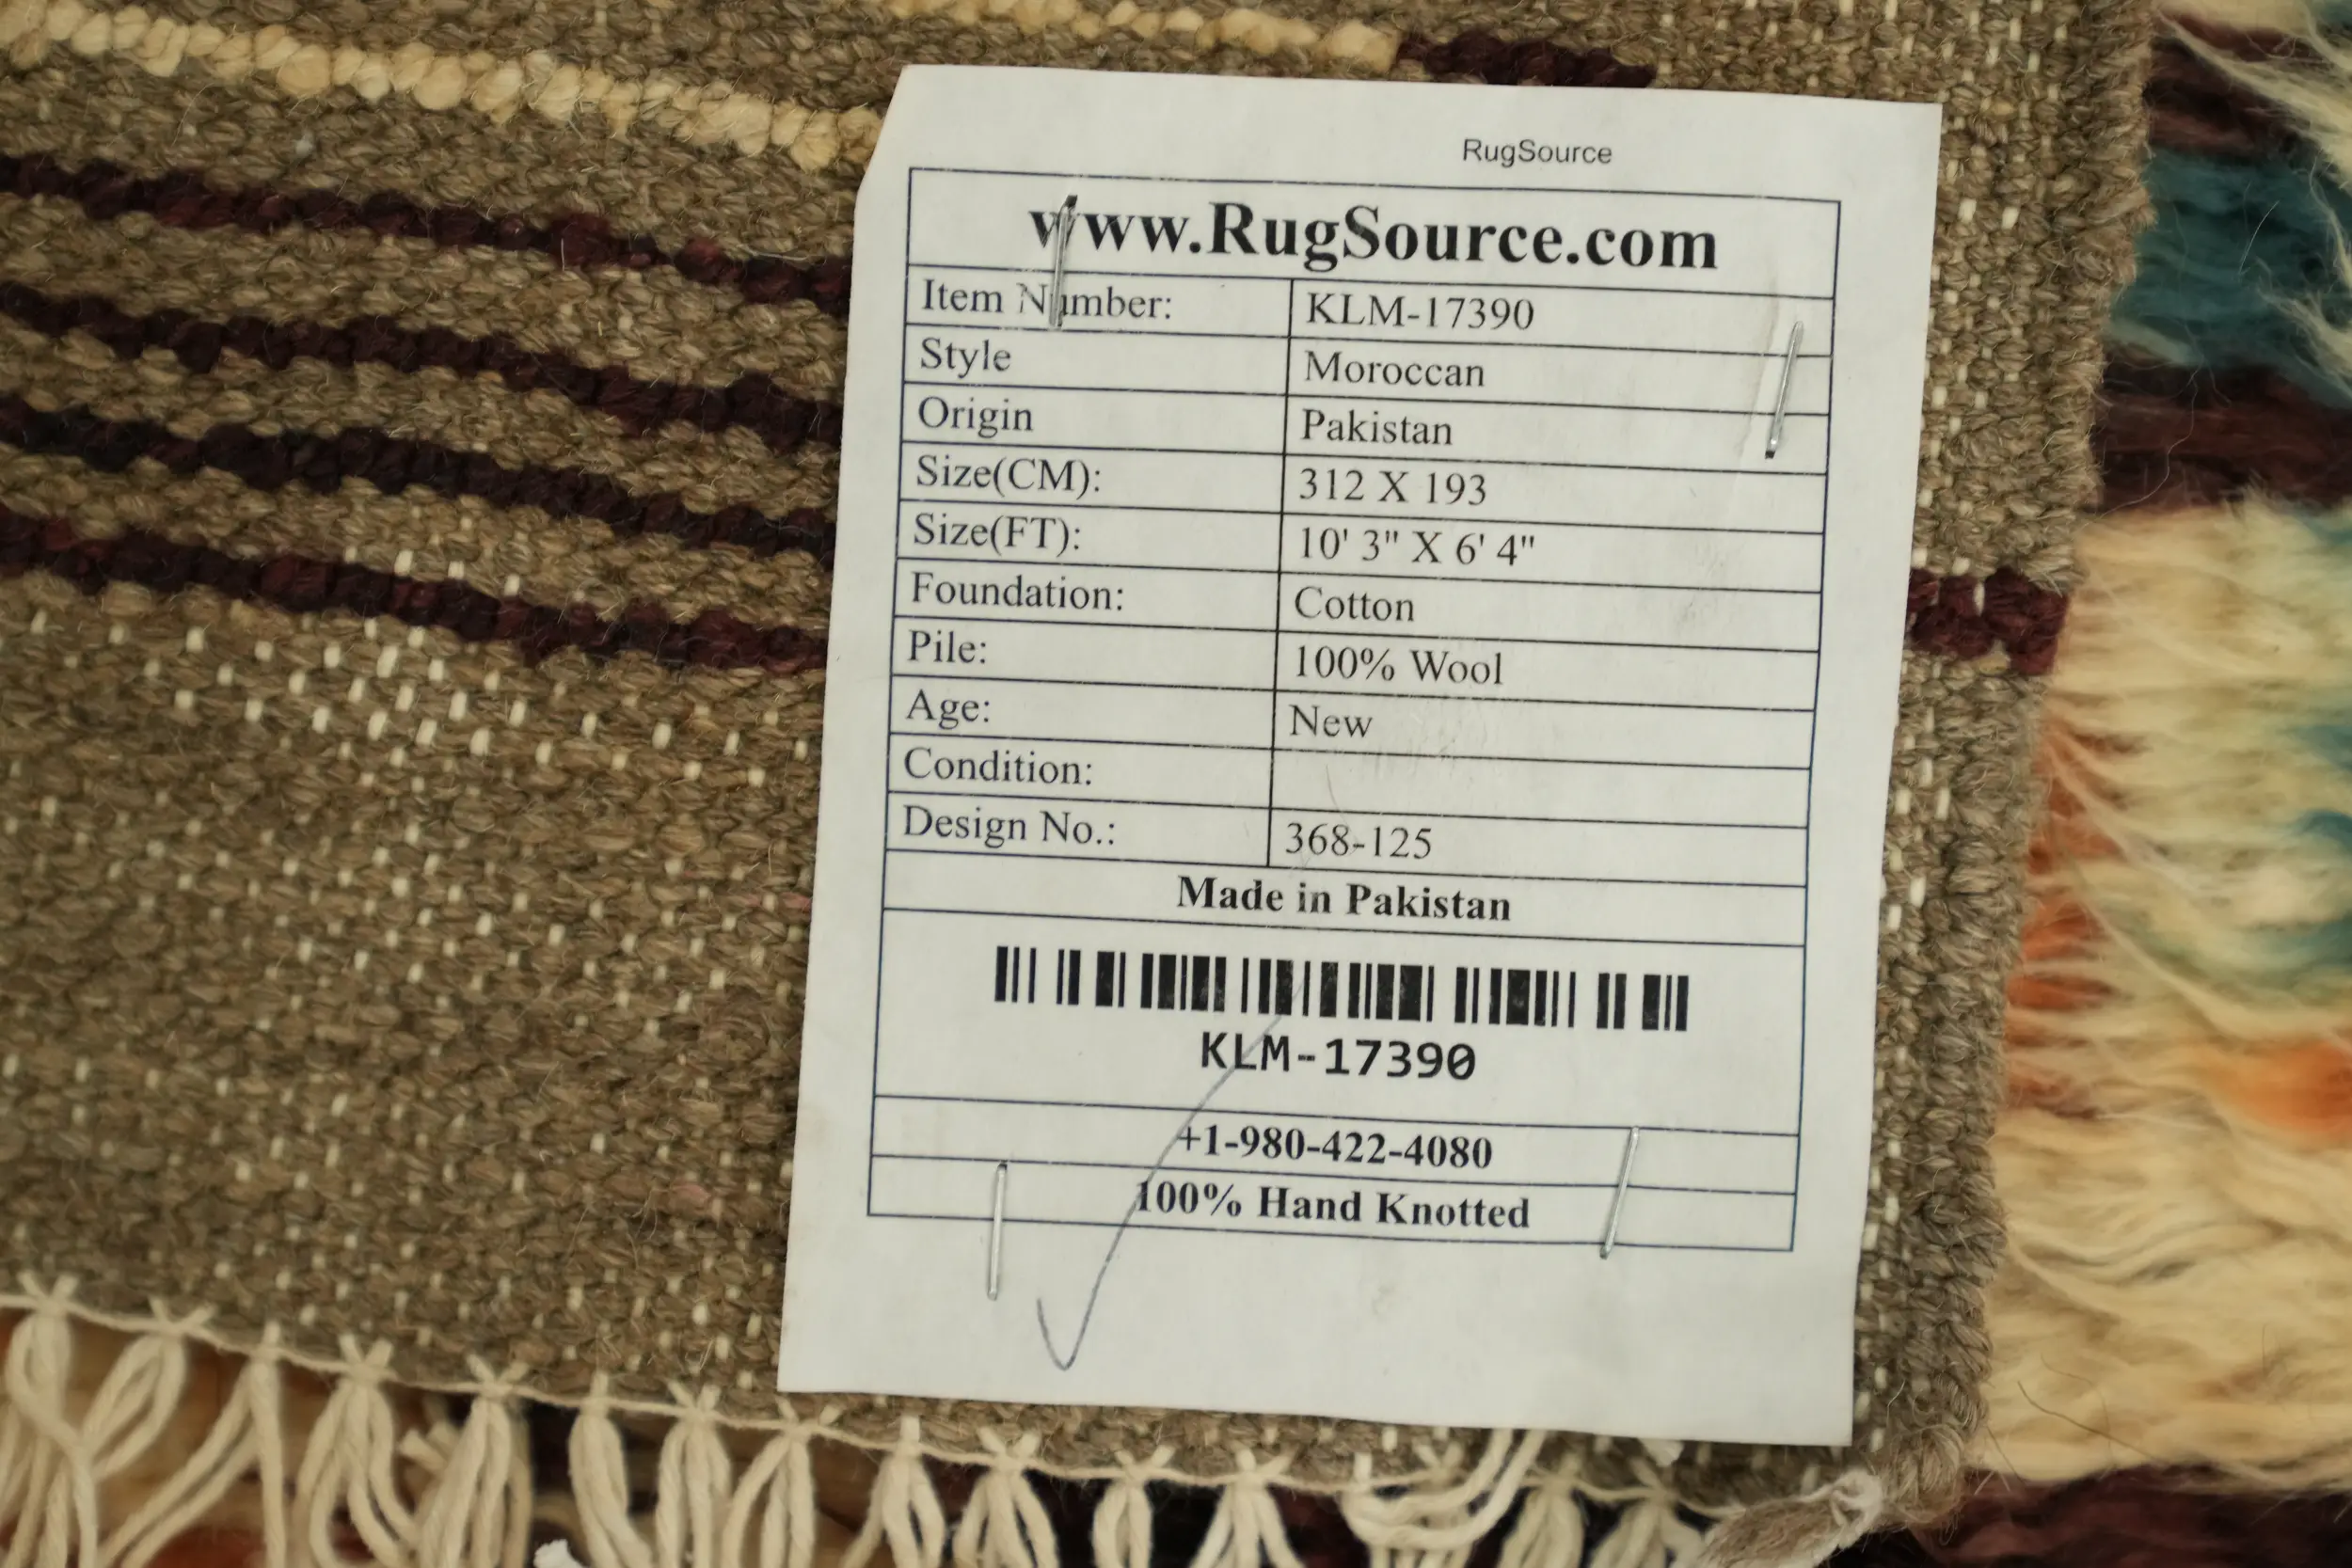 RugSource
www.RugSource.com
Item Number: KLM-17390
Style Moroccan
Origin Pakistan
Size(CM): 312 X 193
Size(FT): 10' 3" X 6' 4"
Foundation: Cotton
Pile: 100% Wool
Age: New
Condition:
Design No.: 368-125
Made in Pakistan
KLM-17390
+1-980-422-4080
100% Hand Knotted